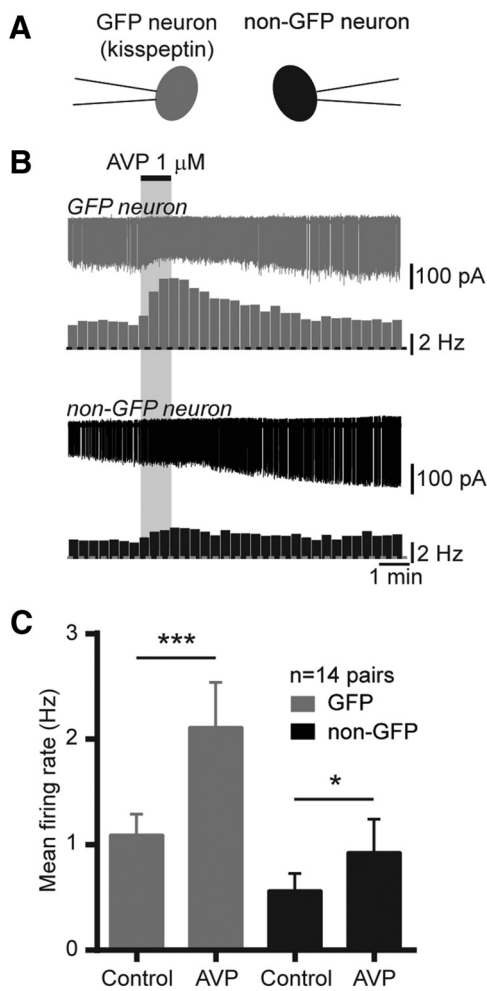 A
GFP neuron
(kisspeptin)
non-GFP neuron
B
AVP 1 μM
GFP neuron
100 pA
2 Hz
non-GFP neuron
100 pA
2 Hz
1 min
C
Mean firing rate (Hz)
3
2
1
0
***
n=14 pairs
GFP
non-GFP
*
Control
AVP
Control
AVP